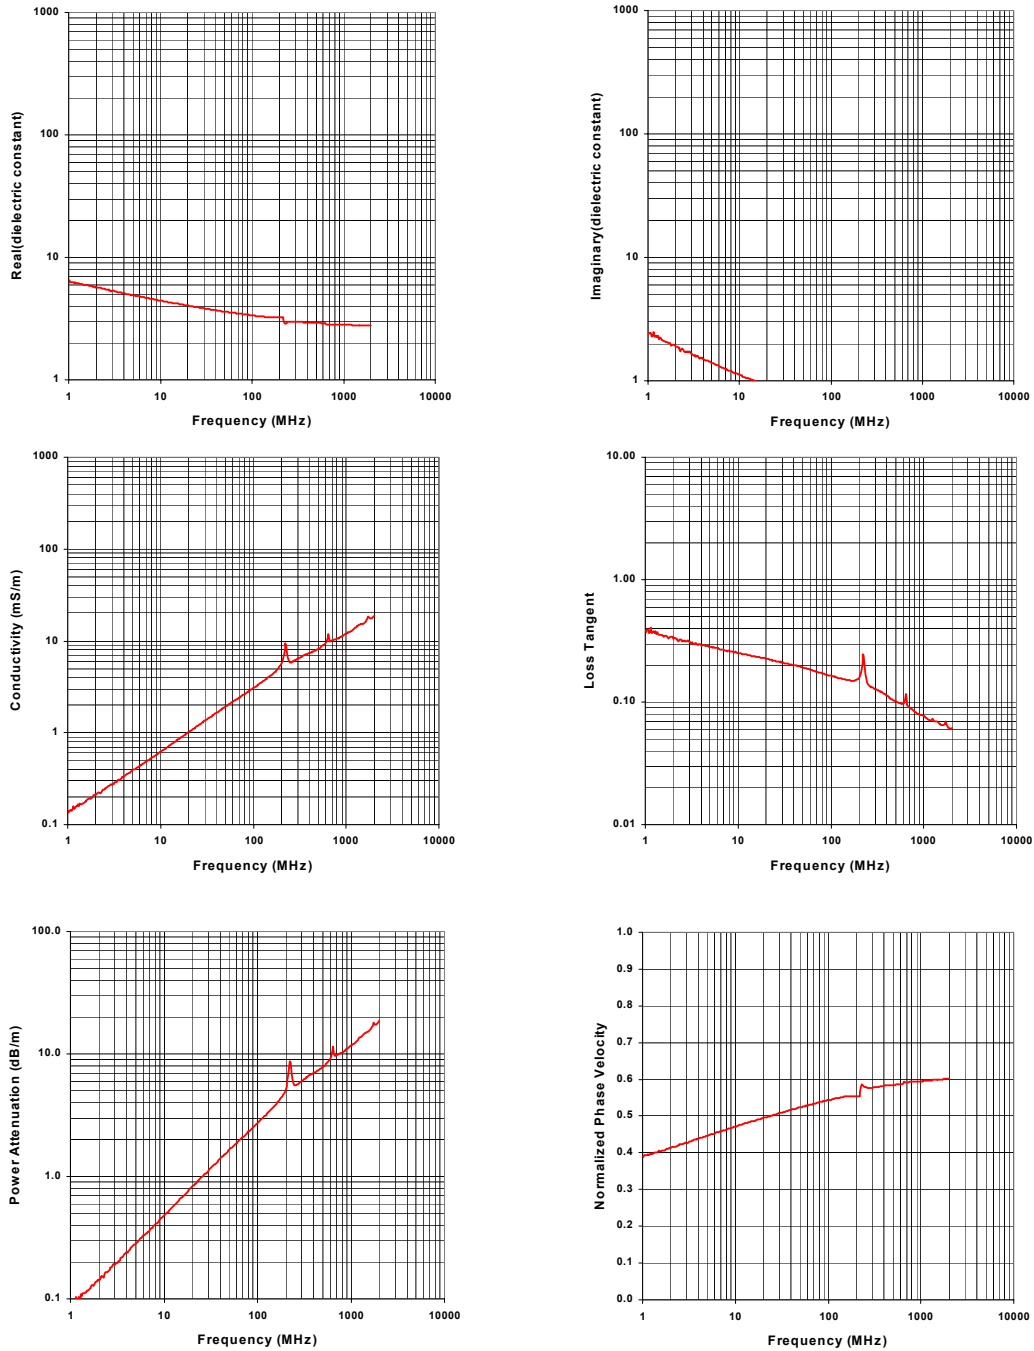 1000
100
10
1
Real(dielectric constant)
1 10 100 1000 10000
Frequency (MHz)
1000
100
10
1
Imaginary(dielectric constant)
1 10 100 1000 10000
Frequency (MHz)
1000
100
10
1
0.1
Conductivity (mS/m)
1 10 100 1000 10000
Frequency (MHz)
10.00
1.00
0.10
0.01
Loss Tangent
1 10 100 1000 10000
Frequency (MHz)
100.0
10.0
1.0
0.1
Power Attenuation (dB/m)
1 10 100 1000 10000
Frequency (MHz)
1.0
0.9
0.8
0.7
0.6
0.5
0.4
0.3
0.2
0.1
0.0
Normalized Phase Velocity
1 10 100 1000 10000
Frequency (MHz)